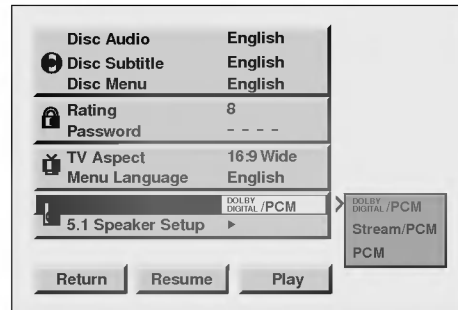 Disc Audio English
Disc Subtitle English
Disc Menu English
Rating 8
Password - - - -
TV Aspect 16:9 Wide
Menu Language English
DOLBY DIGITAL /PCM
5.1 Speaker Setup ►
DOLBY DIGITAL /PCM
Stream/PCM
PCM
Return Resume Play